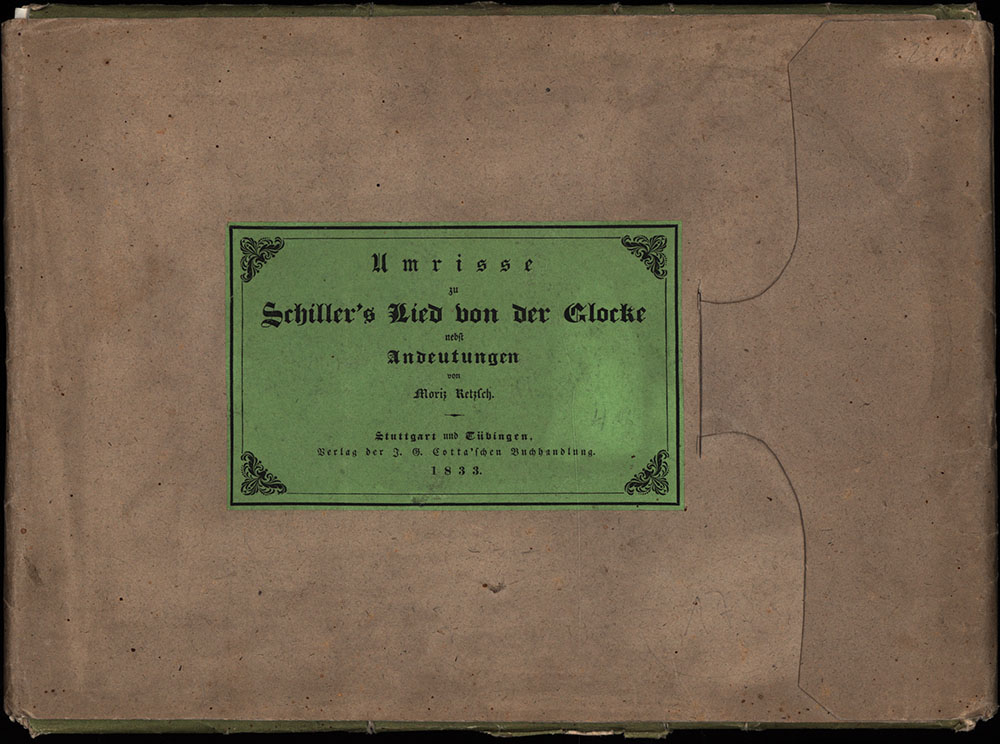 Umrisse
zu
Schiller's Lied von der Glocke
nebst
Andeutungen
von
Moriz Retzsch.
Stuttgart und Tübingen,
Verlag der J. G. Cotta'schen Buchhandlung.
1833.